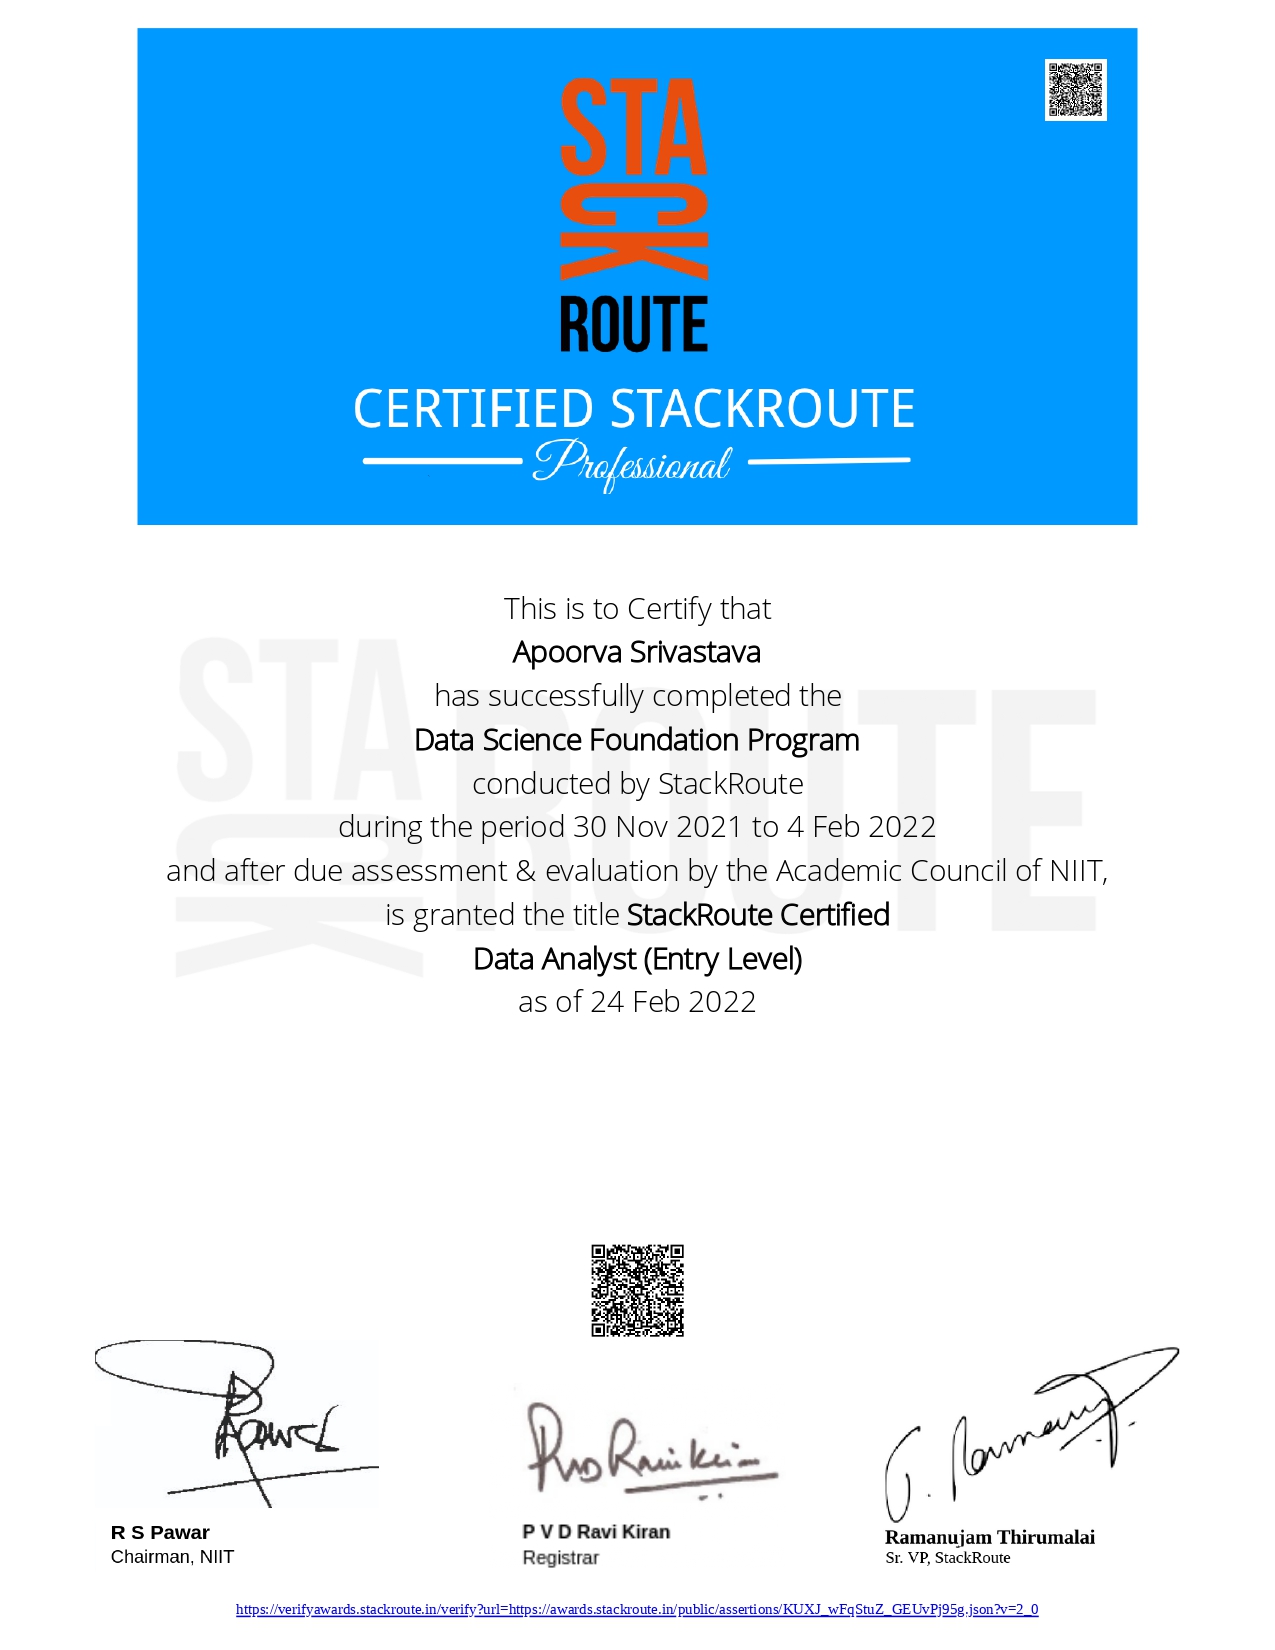 STACK
ROUTE
CERTIFIED STACKROUTE
Professional
This is to Certify that
Apoorva Srivastava
has successfully completed the
Data Science Foundation Program
conducted by StackRoute
during the period 30 Nov 2021 to 4 Feb 2022
and after due assessment & evaluation by the Academic Council of NIIT,
is granted the title StackRoute Certified
Data Analyst (Entry Level)
as of 24 Feb 2022
STACK ROUTE
R S Pawar
Chairman, NIIT
P V D Ravi Kiran
Registrar
Ramanujam Thirumalai
Sr. VP, StackRoute
https://verifyawards.stackroute.in/verify?url=https://awards.stackroute.in/public/assertions/KUXJ_wFqStuZ_GEUvPj95g.json?v=2_0